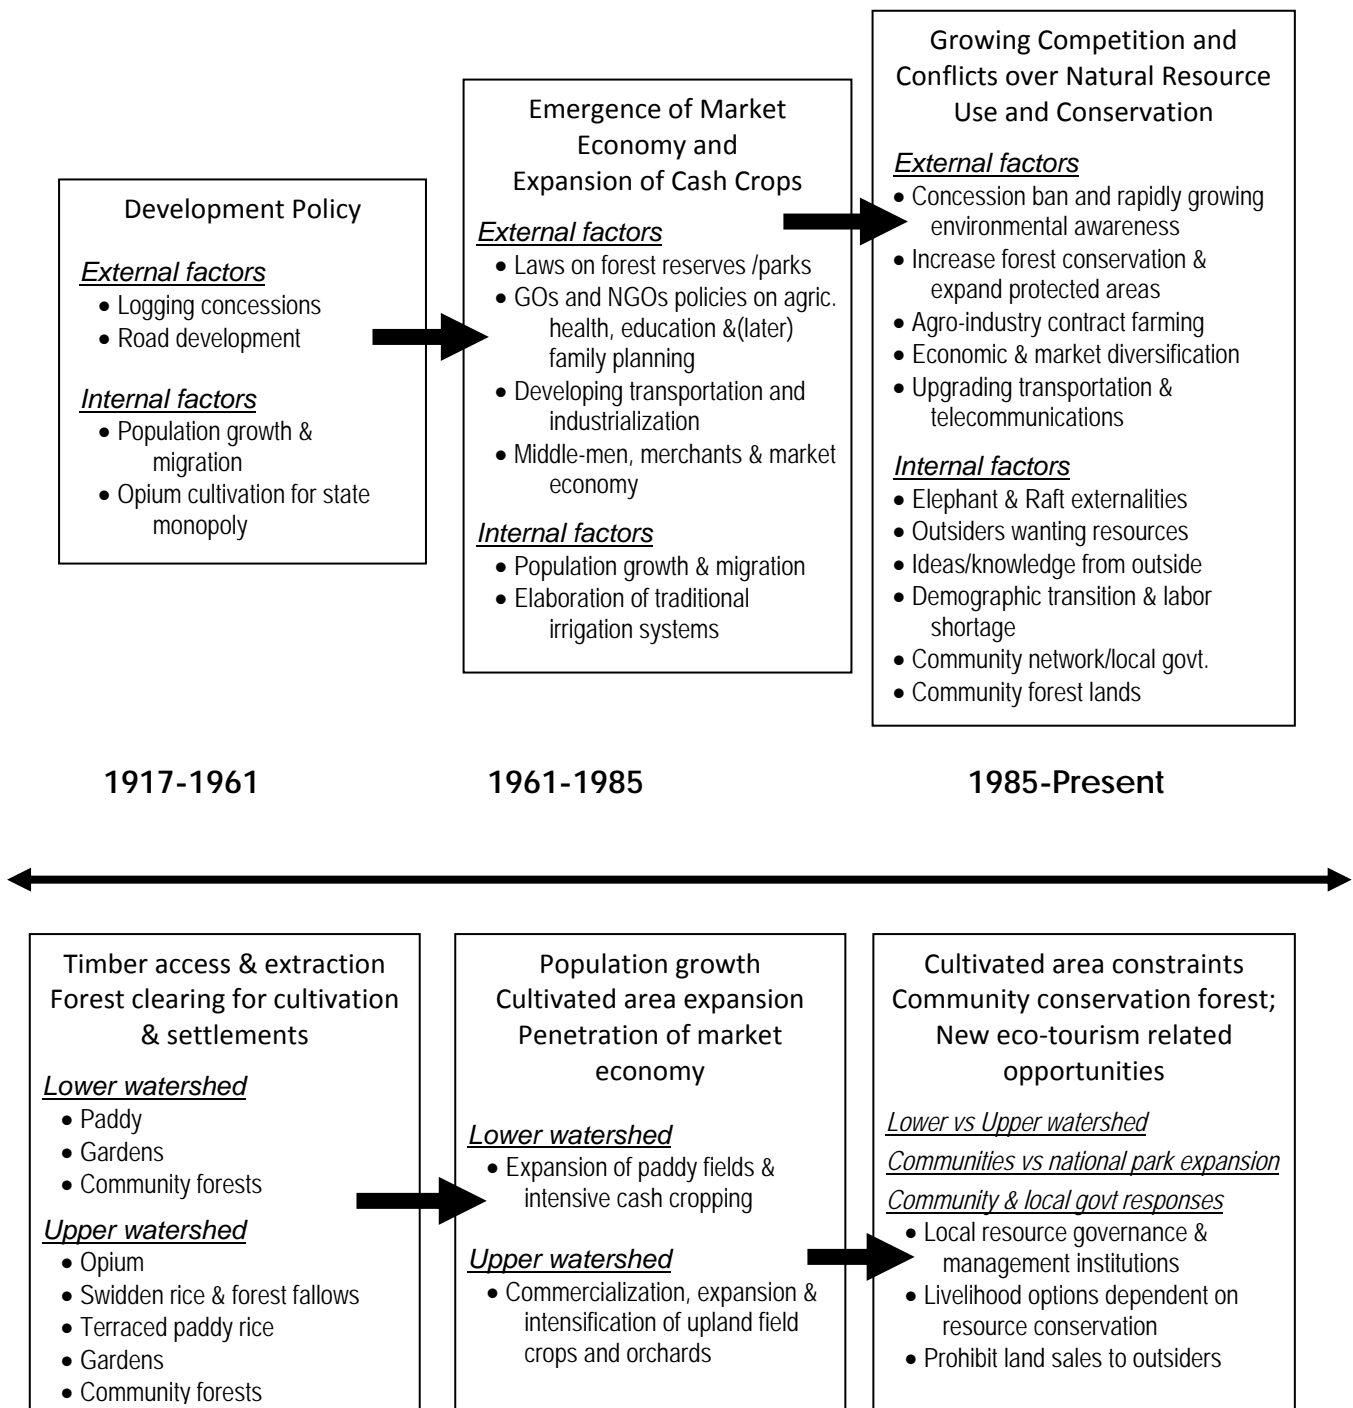 Development Policy
External factors
• Logging concessions
• Road development
Internal factors
• Population growth &
migration
• Opium cultivation for state
monopoly
Emergence of Market
Economy and
Expansion of Cash Crops
External factors
• Laws on forest reserves /parks
• GOs and NGOs policies on agric.
health, education &(later)
family planning
• Developing transportation and
industrialization
• Middle-men, merchants & market
economy
Internal factors
• Population growth & migration
• Elaboration of traditional
irrigation systems
Growing Competition and
Conflicts over Natural Resource
Use and Conservation
External factors
• Concession ban and rapidly growing
environmental awareness
• Increase forest conservation &
expand protected areas
• Agro-industry contract farming
• Economic & market diversification
• Upgrading transportation &
telecommunications
Internal factors
• Elephant & Raft externalities
• Outsiders wanting resources
• Ideas/knowledge from outside
• Demographic transition & labor
shortage
• Community network/local govt.
• Community forest lands
1917-1961
1961-1985
1985-Present
Timber access & extraction
Forest clearing for cultivation
& settlements
Lower watershed
• Paddy
• Gardens
• Community forests
Upper watershed
• Opium
• Swidden rice & forest fallows
• Terraced paddy rice
• Gardens
• Community forests
Population growth
Cultivated area expansion
Penetration of market
economy
Lower watershed
• Expansion of paddy fields &
intensive cash cropping
Upper watershed
• Commercialization, expansion &
intensification of upland field
crops and orchards
Cultivated area constraints
Community conservation forest;
New eco-tourism related
opportunities
Lower vs Upper watershed
Communities vs national park expansion
Community & local govt responses
• Local resource governance &
management institutions
• Livelihood options dependent on
resource conservation
• Prohibit land sales to outsiders